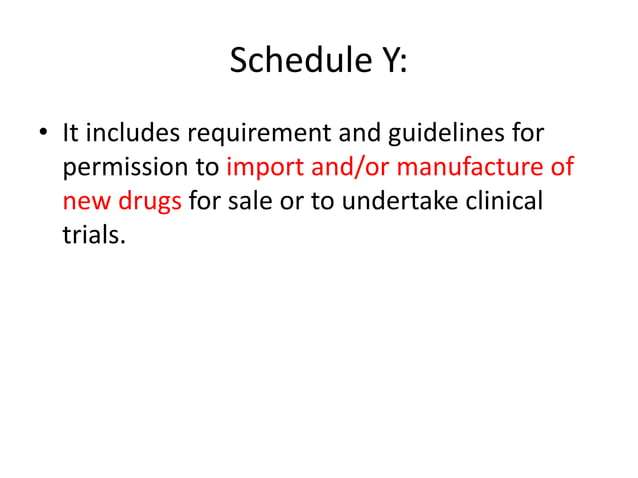 Schedule Y:
• It includes requirement and guidelines for
permission to import and/or manufacture of
new drugs for sale or to undertake clinical
trials.